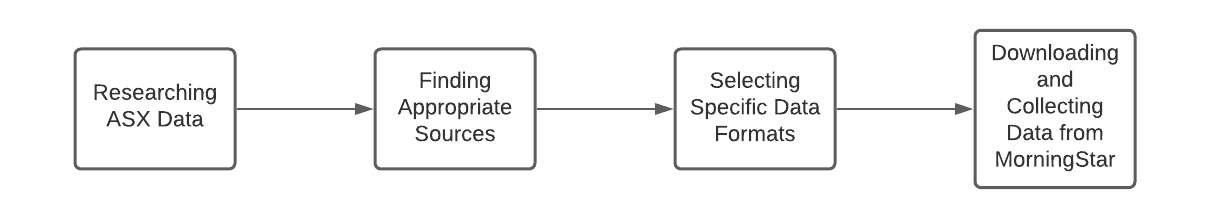 Researching
ASX Data
Finding
Appropriate
Sources
Selecting
Specific Data
Formats
Downloading
and
Collecting
Data from
MorningStar